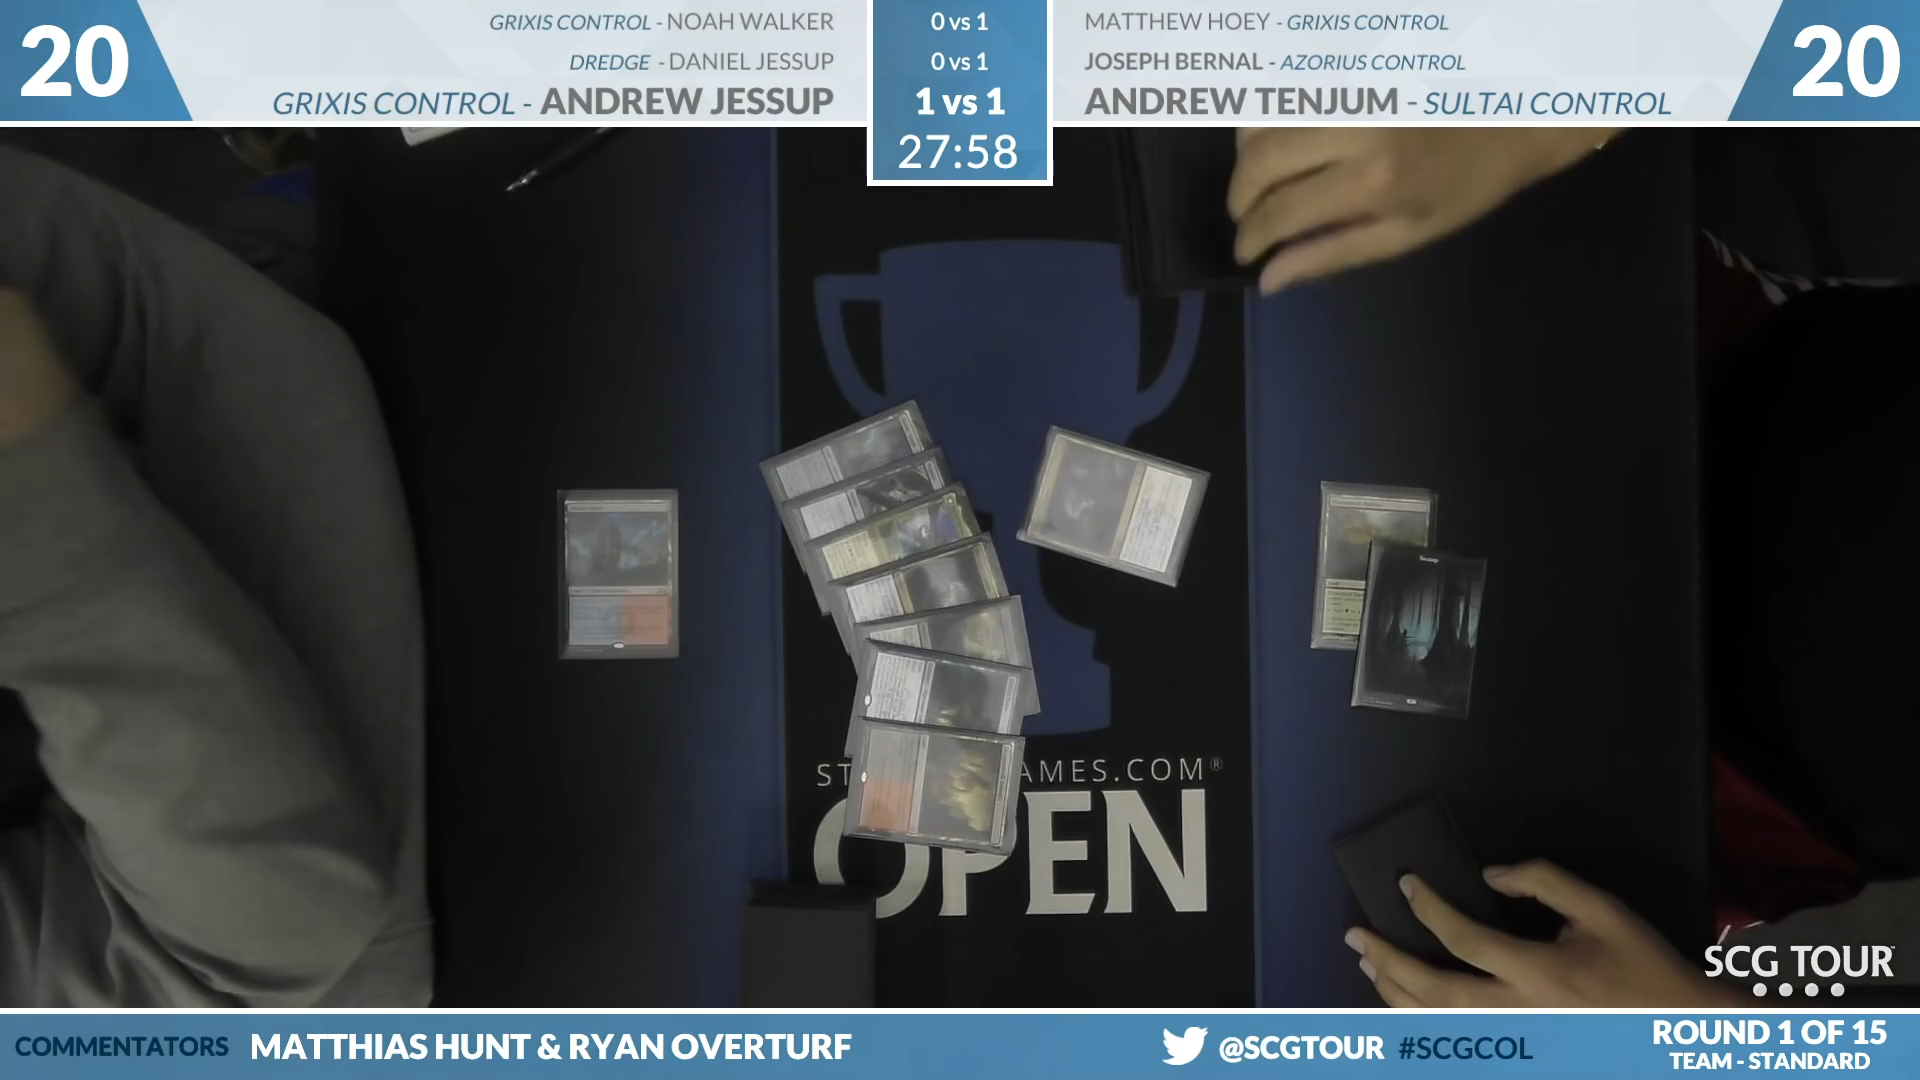 20
GRIXIS CONTROL - NOAH WALKER
DREDGE - DANIEL JESSUP
GRIXIS CONTROL - ANDREW JESSUP
0 vs 1
0 vs 1
1 vs 1
27:58
MATTHEW HOEY - GRIXIS CONTROL
JOSEPH BERNAL - AZORIUS CONTROL
ANDREW TENJUM - SULTAI CONTROL
20
Swamp
ST AMES.COM®
OPEN
SCG TOUR™
COMMENTATORS MATTHIAS HUNT & RYAN OVERTURF
@SCGTOUR #SCGCOL
ROUND 1 OF 15
TEAM - STANDARD